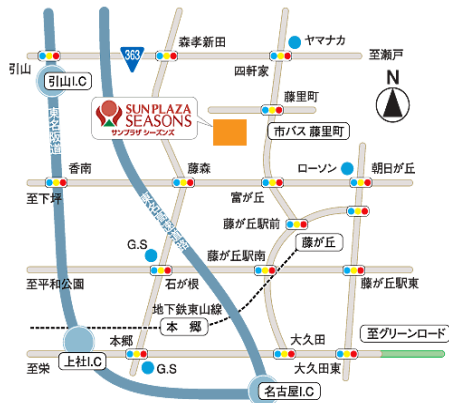 森孝新田
ヤマナカ
363
至瀬戸
引山
四軒家
引山I.C
藤里町
N
SUN PLAZA
SEASONS
サンプラザ シーズンズ
市バス 藤里町
東名阪道
香南
藤森
富が丘
ローソン
朝日が丘
至下坪
藤が丘駅前
藤が丘
G.S
藤が丘駅南
至平和公園
石が根
藤が丘駅東
地下鉄東山線
本 郷
至グリーンロード
上社I.C
本郷
大久田
至栄
G.S
大久田東
名古屋I.C